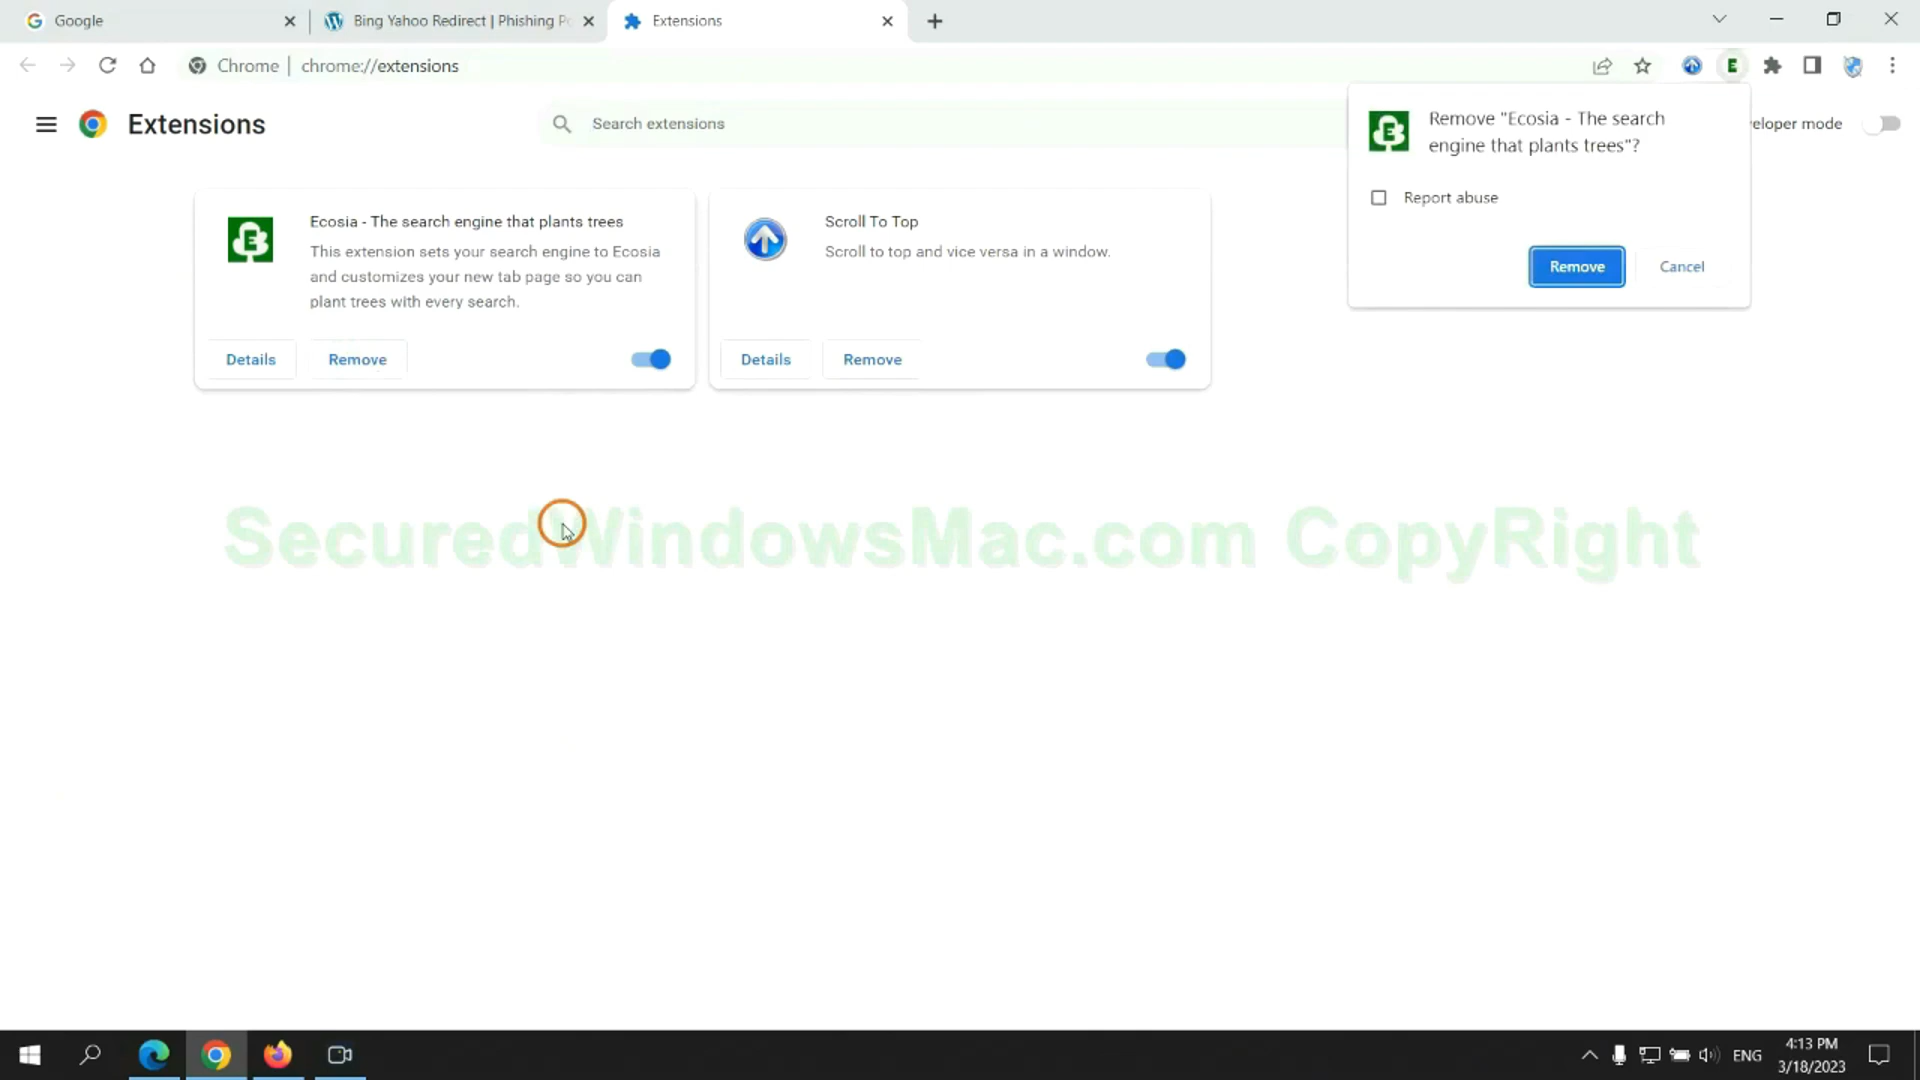 Google
Bing Yahoo Redirect | Phishing Po
Extensions
Chrome | chrome://extensions
Extensions
Search extensions
veloper mode
Remove "Ecosia - The search
engine that plants trees"?
Report abuse
Remove
Cancel
Ecosia - The search engine that plants trees
This extension sets your search engine to Ecosia
and customizes your new tab page so you can
plant trees with every search.
Details
Remove
Scroll To Top
Scroll to top and vice versa in a window.
Details
Remove
SecuredWindowsMac.com CopyRight
ENG
4:13 PM
3/18/2023